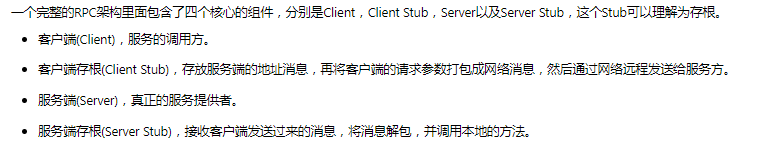 一个完整的RPC架构里面包含了四个核心的组件，分别是Client，Client Stub，Server以及Server Stub，这个Stub可以理解为存根。
• 客户端(Client)，服务的调用方。
• 客户端存根(Client Stub)，存放服务端的地址消息，再将客户端的请求参数打包成网络消息，然后通过网络远程发送给服务方。
• 服务端(Server)，真正的服务提供者。
• 服务端存根(Server Stub)，接收客户端发送过来的消息，将消息解包，并调用本地的方法。